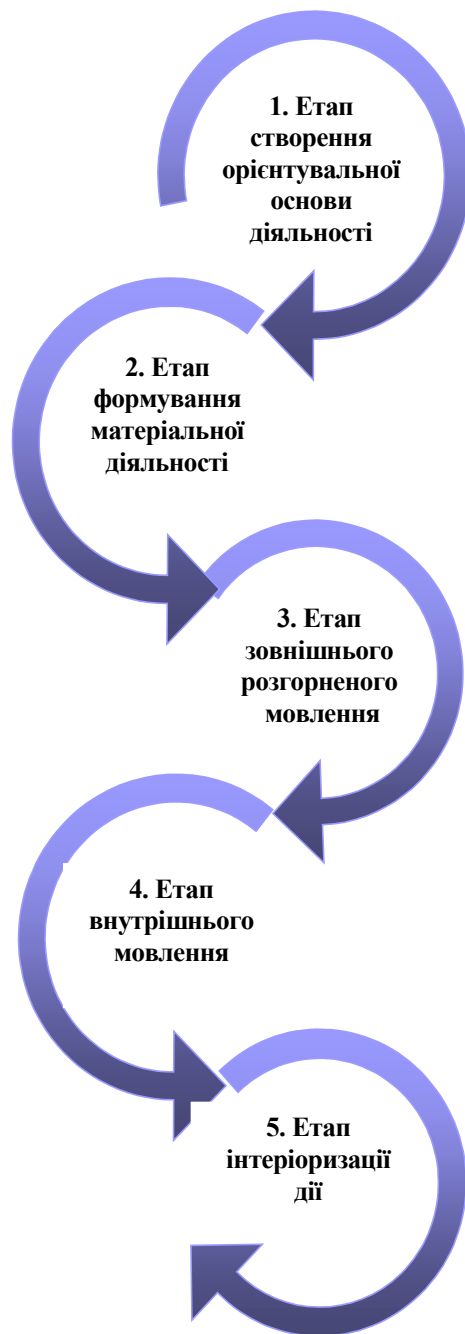 1. Етап
створення
орієнтувальної
основи
діяльності
2. Етап
формування
матеріальної
діяльності
3. Етап
зовнішнього
розгорненого
мовлення
4. Етап
внутрішнього
мовлення
5. Етап
інтеріоризації
дії